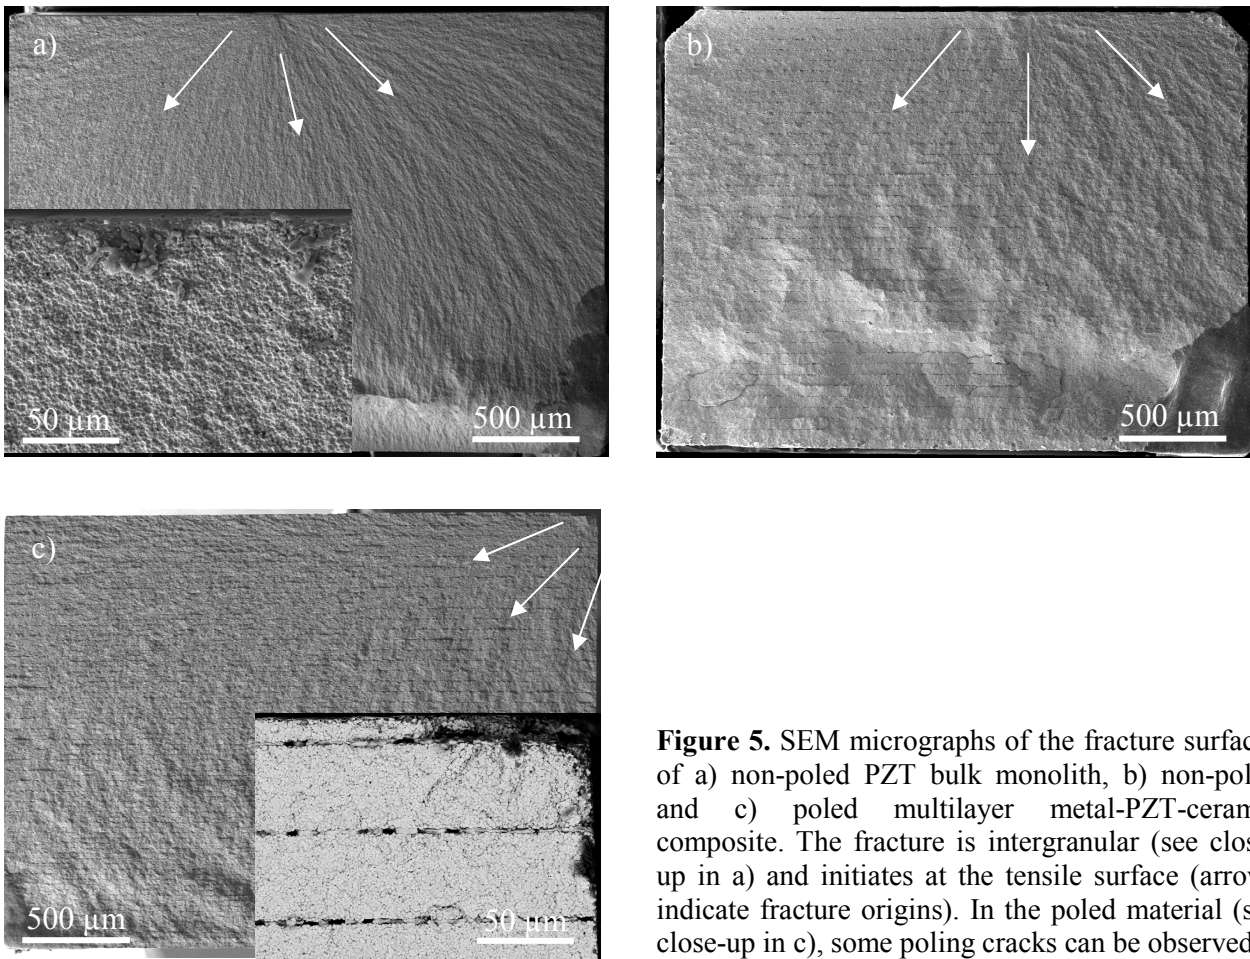 a)
b)
50 µm
500 µm
500 µm
c)
500 µm
50 µm
Figure 5. SEM micrographs of the fracture surfac
of a) non-poled PZT bulk monolith, b) non-pol
and c) poled multilayer metal-PZT-ceram
composite. The fracture is intergranular (see clos
up in a) and initiates at the tensile surface (arrow
indicate fracture origins). In the poled material (s
close-up in c), some poling cracks can be observed